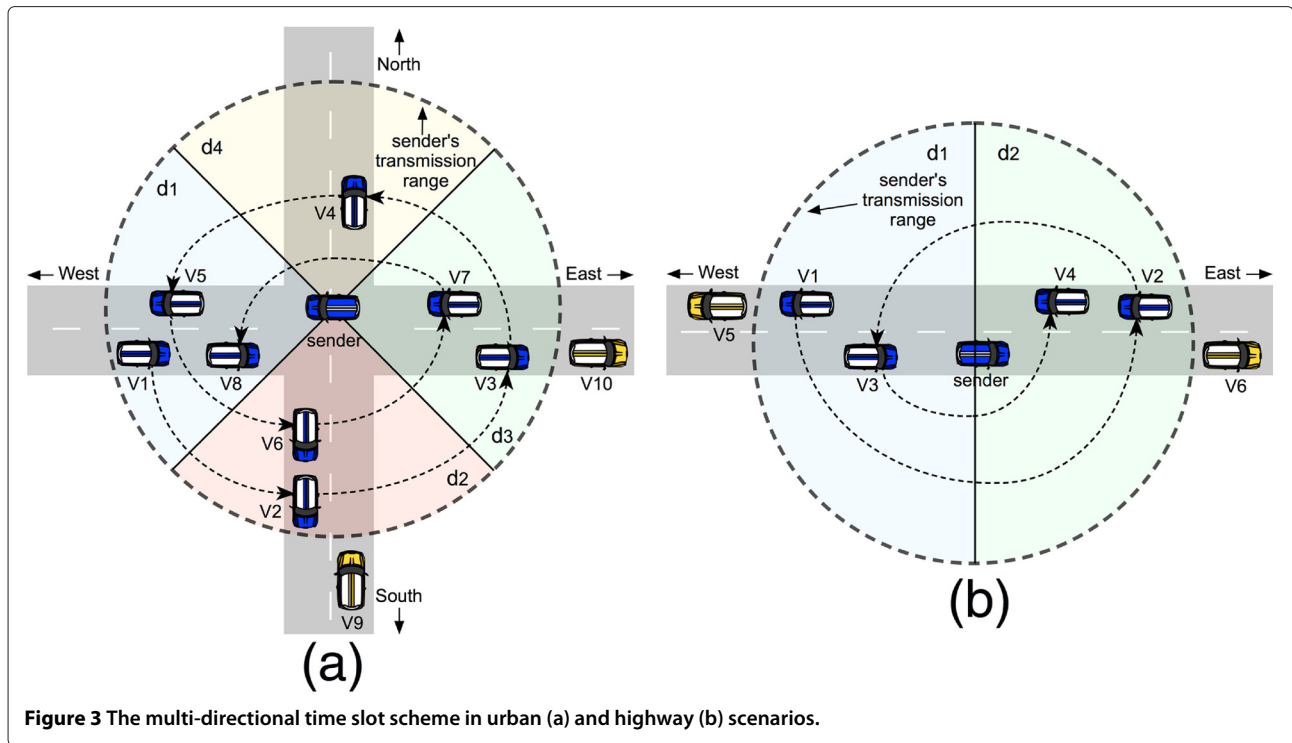 North
sender's
transmission
range
d4
d1
V4
West
V5
V7
East
sender
V1
V8
V3
V10
V6
d3
V2
d2
South
V9
(a)
d1
d2
sender's
transmission
range
West
V1
V4
V2
East
V5
V3
sender
V6
(b)
Figure 3 The multi-directional time slot scheme in urban (a) and highway (b) scenarios.